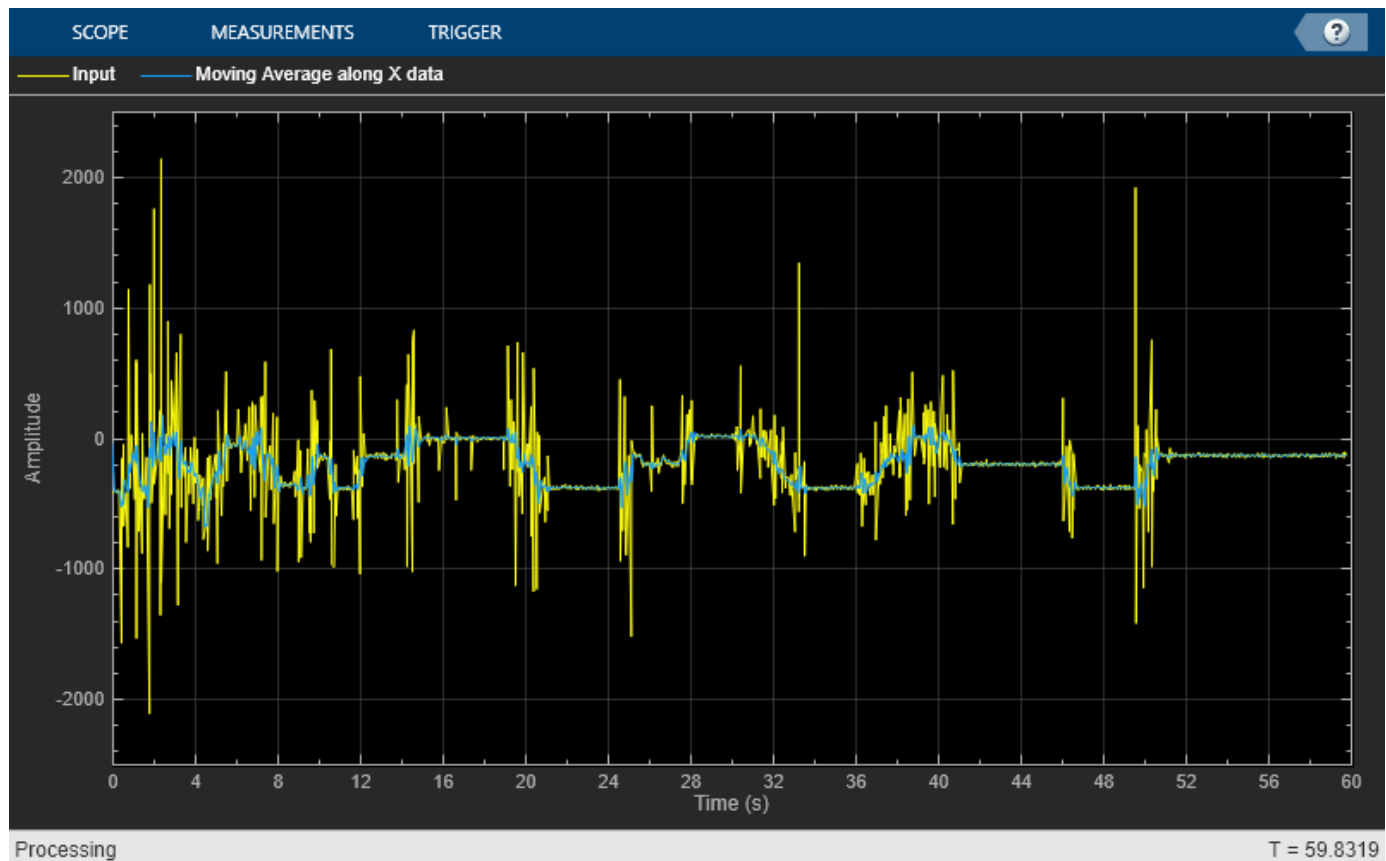 SCOPE MEASUREMENTS TRIGGER ?
Input Moving Average along X data
2000
1000
0
-1000
-2000
Amplitude
0 4 8 12 16 20 24 28 32 36 40 44 48 52 56 60
Time (s)
Processing T = 59.8319